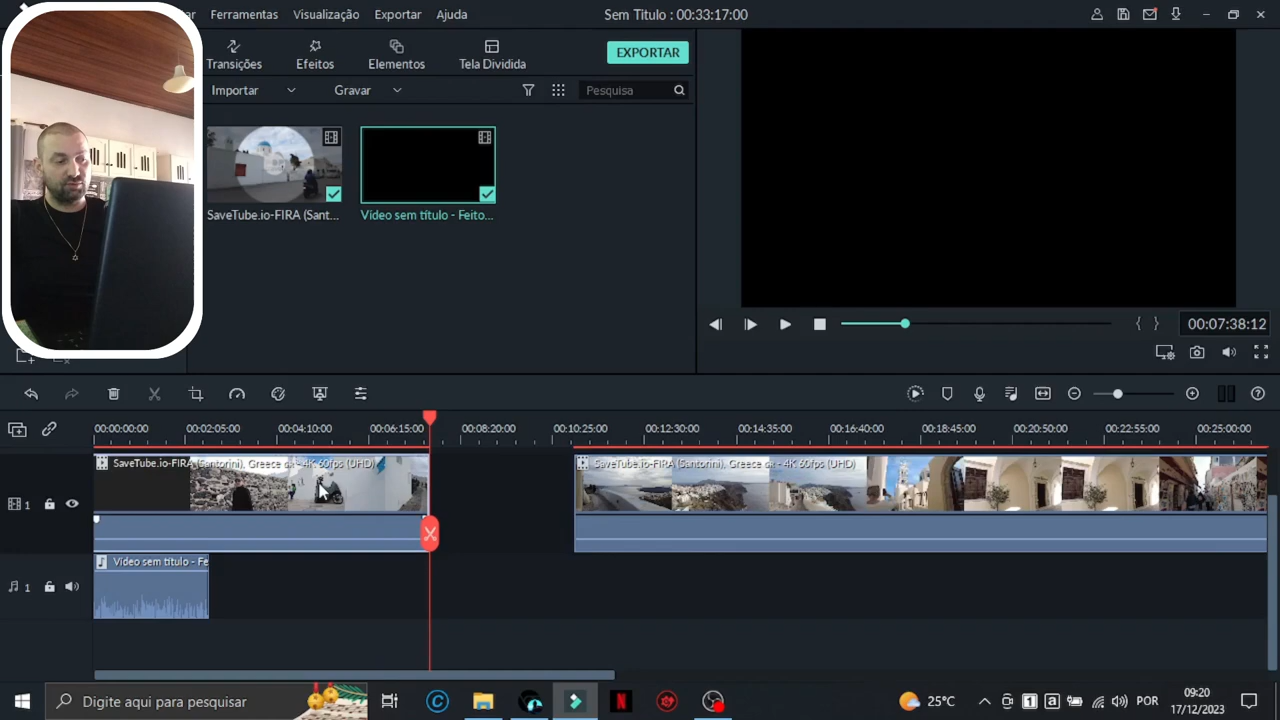 ar Ferramentas Visualização Exportar Ajuda Sem Título : 00:33:17:00
Transições Efeitos Elementos Tela Dividida EXPORTAR
Importar Gravar Pesquisa
SaveTube.io-FIRA (Sant... Vídeo sem título - Feito...
00:07:38:12
00:00:00:00 00:02:05:00 00:04:10:00 00:06:15:00 00:08:20:00 00:10:25:00 00:12:30:00 00:14:35:00 00:16:40:00 00:18:45:00 00:20:50:00 00:22:55:00 00:25:00:00
SaveTube.io-FIRA (Santorini), Greece - 4K 60fps (UHD) SaveTube.io-FIRA (Santorini), Greece - 4K 60fps (UHD)
1
Vídeo sem título - Fe
1
Digite aqui para pesquisar 25°C POR 09:20
17/12/2023